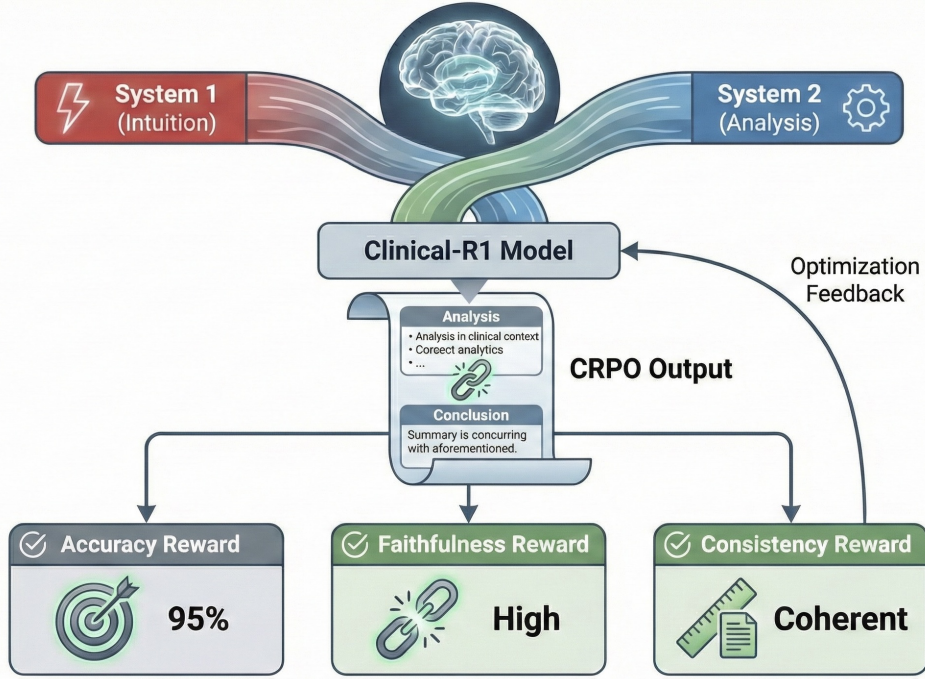 System 1
(Intuition)
System 2
(Analysis)
Clinical-R1 Model
Optimization
Feedback
Analysis
• Analysis in clinical context
• Coreect analytics
• ...
CRPO Output
Conclusion
Summary is concurring
with aforementioned.
Accuracy Reward
95%
Faithfulness Reward
High
Consistency Reward
Coherent